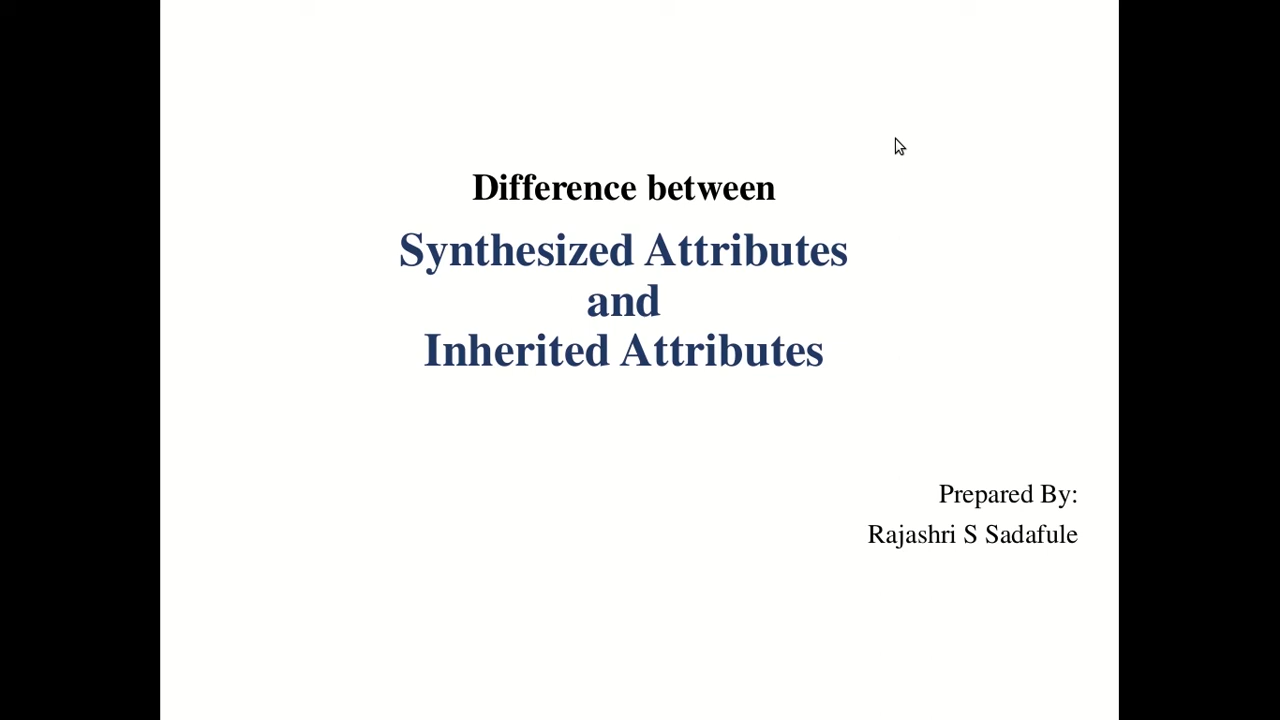 Difference between
Synthesized Attributes
and
Inherited Attributes
Prepared By:
Rajashri S Sadafule